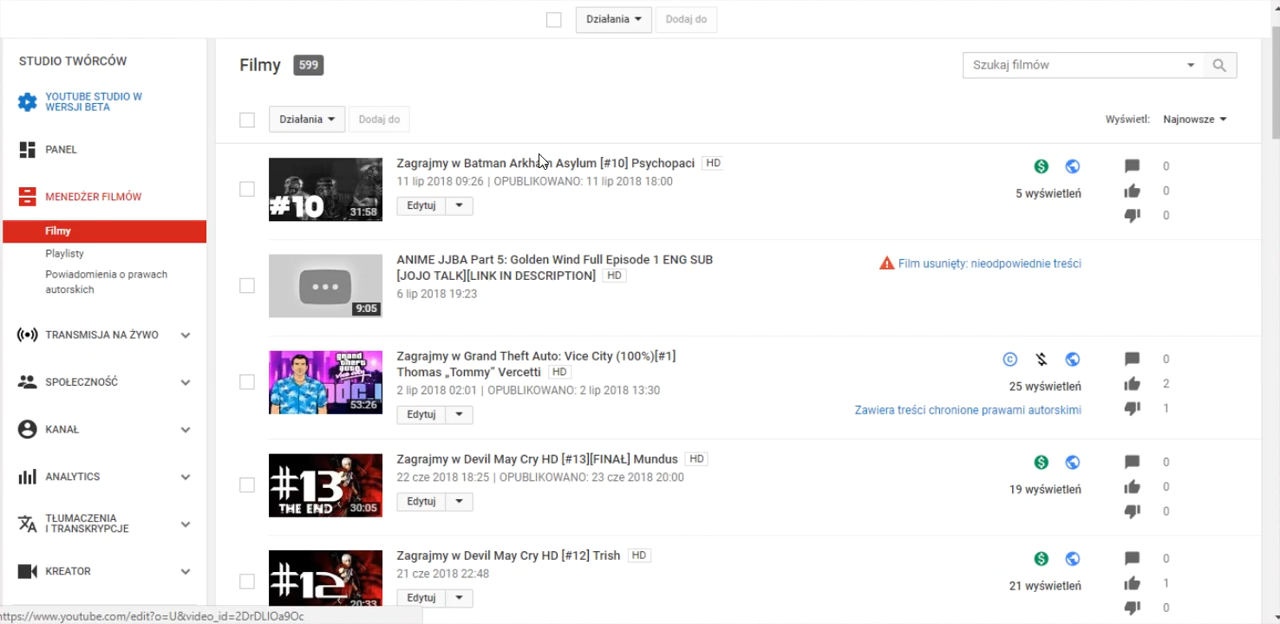 Działania
Dodaj do
STUDIO TWÓRCÓW
YOUTUBE STUDIO W
WERSJI BETA
PANEL
MENEDŻER FILMÓW
Filmy
Playlisty
Powiadomienia o prawach
autorskich
TRANSMISJA NA ŻYWO
SPOŁECZNOŚĆ
KANAŁ
ANALYTICS
TŁUMACZENIA
I TRANSKRYPCJE
KREATOR
Filmy 599
Szukaj filmów
Działania
Dodaj do
Wyświetl: Najnowsze
#10
31:58
Zagrajmy w Batman Arkham Asylum [#10] Psychopaci HD
11 lip 2018 09:26 | OPUBLIKOWANO: 11 lip 2018 18:00
Edytuj
5 wyświetleń
0
0
0
9:05
ANIME JJBA Part 5: Golden Wind Full Episode 1 ENG SUB
[JOJO TALK][LINK IN DESCRIPTION] HD
6 lip 2018 19:23
Film usunięty: nieodpowiednie treści
grand
theft
auto
53:26
Zagrajmy w Grand Theft Auto: Vice City (100%)[#1]
Thomas „Tommy” Vercetti HD
2 lip 2018 02:01 | OPUBLIKOWANO: 2 lip 2018 13:30
Edytuj
25 wyświetleń
Zawiera treści chronione prawami autorskimi
0
2
1
#13
THE END
30:05
Zagrajmy w Devil May Cry HD [#13][FINAŁ] Mundus HD
22 cze 2018 18:25 | OPUBLIKOWANO: 23 cze 2018 20:00
Edytuj
19 wyświetleń
0
0
0
#12
20:33
Zagrajmy w Devil May Cry HD [#12] Trish HD
21 cze 2018 22:48
Edytuj
21 wyświetleń
0
1
0
https://www.youtube.com/edit?o=U&video_id=2DrDLIOa9Oc